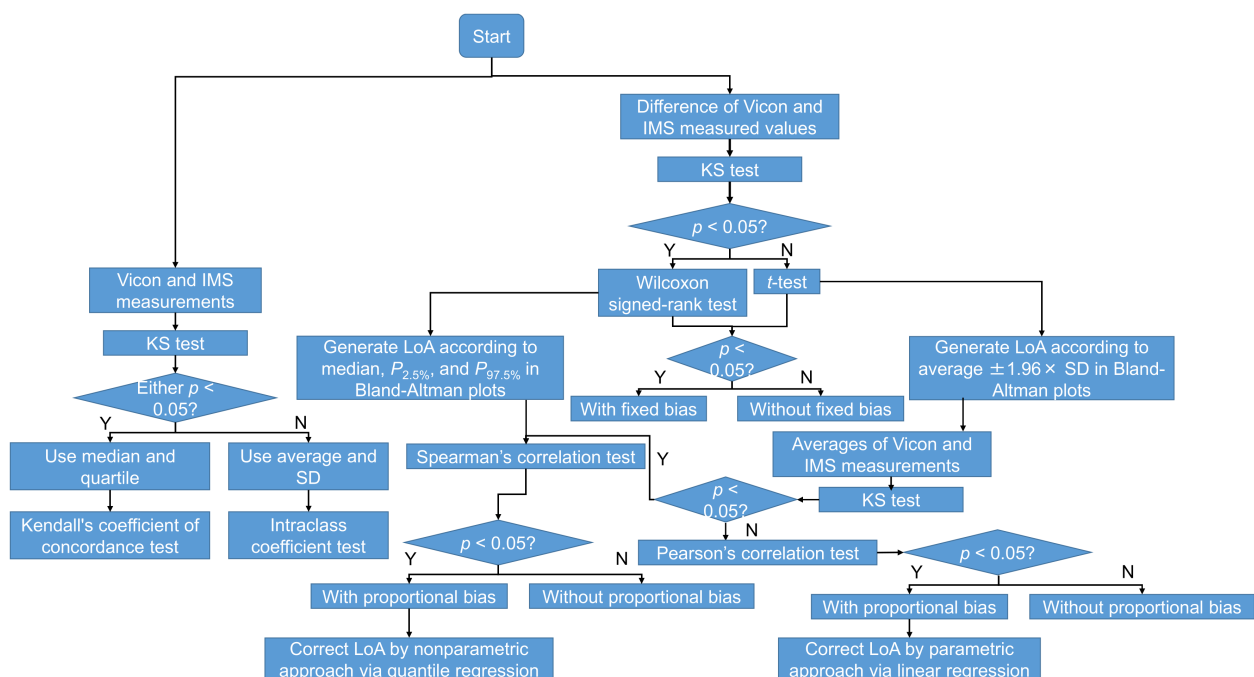 Start
Difference of Vicon and
IMS measured values
KS test
p < 0.05?
Y
N
Wilcoxon
signed-rank test
t-test
Vicon and IMS
measurements
KS test
Either p <
0.05?
Y
N
Use median and
quartile
Use average and
SD
Kendall's coefficient of
concordance test
Intraclass
coefficient test
Generate LoA according to
median, P2.5%, and P97.5% in
Bland-Altman plots
p <
0.05?
Y
N
With fixed bias
Without fixed bias
Generate LoA according to
average ±1.96× SD in Bland-
Altman plots
Averages of Vicon and
IMS measurements
KS test
p <
0.05?
Y
N
Spearman's correlation test
Pearson's correlation test
p < 0.05?
Y
N
With proportional bias
Without proportional bias
Correct LoA by nonparametric
approach via quantile regression
p < 0.05?
Y
N
With proportional bias
Without proportional bias
Correct LoA by parametric
approach via linear regression